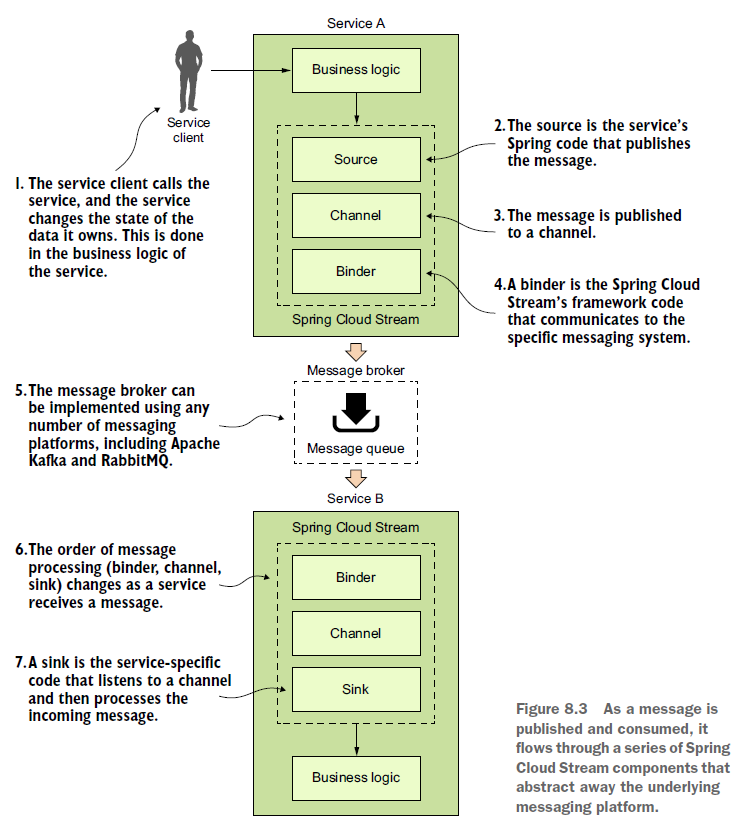 Service A
Business logic
Service
client
Source
Channel
Binder
Spring Cloud Stream
1. The service client calls the
service, and the service
changes the state of the
data it owns. This is done
in the business logic of
the service.
2. The source is the service’s
Spring code that publishes
the message.
3. The message is published
to a channel.
4. A binder is the Spring Cloud
Stream’s framework code
that communicates to the
specific messaging system.
Message broker
Message queue
5. The message broker can
be implemented using any
number of messaging
platforms, including Apache
Kafka and RabbitMQ.
Service B
Spring Cloud Stream
Binder
Channel
Sink
Business logic
6. The order of message
processing (binder, channel,
sink) changes as a service
receives a message.
7. A sink is the service-specific
code that listens to a channel
and then processes the
incoming message.
Figure 8.3 As a message is
published and consumed, it
flows through a series of Spring
Cloud Stream components that
abstract away the underlying
messaging platform.